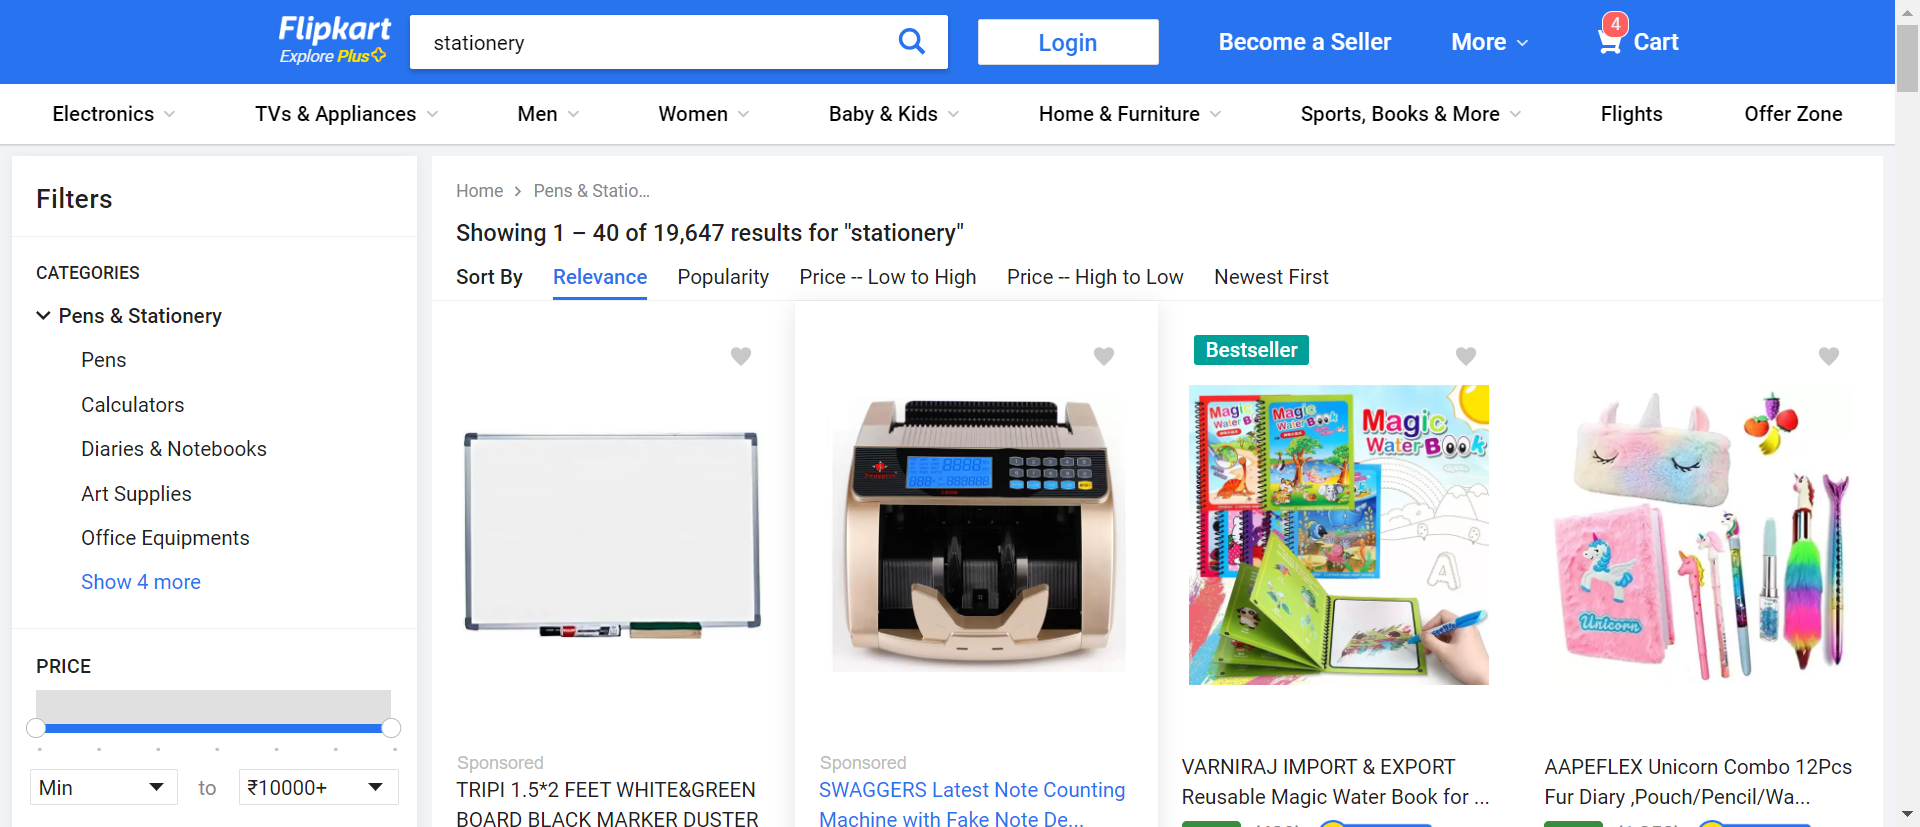 Flipkart
Explore Plus
stationery
Login
Become a Seller
More
4
Cart
Electronics
TVs & Appliances
Men
Women
Baby & Kids
Home & Furniture
Sports, Books & More
Flights
Offer Zone
Filters
CATEGORIES
Pens & Stationery
Pens
Calculators
Diaries & Notebooks
Art Supplies
Office Equipments
Show 4 more
PRICE
Min
to
₹10000+
Home
Pens & Statio...
Showing 1 – 40 of 19,647 results for "stationery"
Sort By
Relevance
Popularity
Price -- Low to High
Price -- High to Low
Newest First
Sponsored
TRIPI 1.5*2 FEET WHITE&GREEN
BOARD BLACK MARKER DUSTER
Sponsored
SWAGGERS Latest Note Counting
Machine with Fake Note De...
Bestseller
Magic
Water Book
Magic
Water Book
A
VARNIRAJ IMPORT & EXPORT
Reusable Magic Water Book for ...
Unicorn
AAPEFLEX Unicorn Combo 12Pcs
Fur Diary ,Pouch/Pencil/Wa...